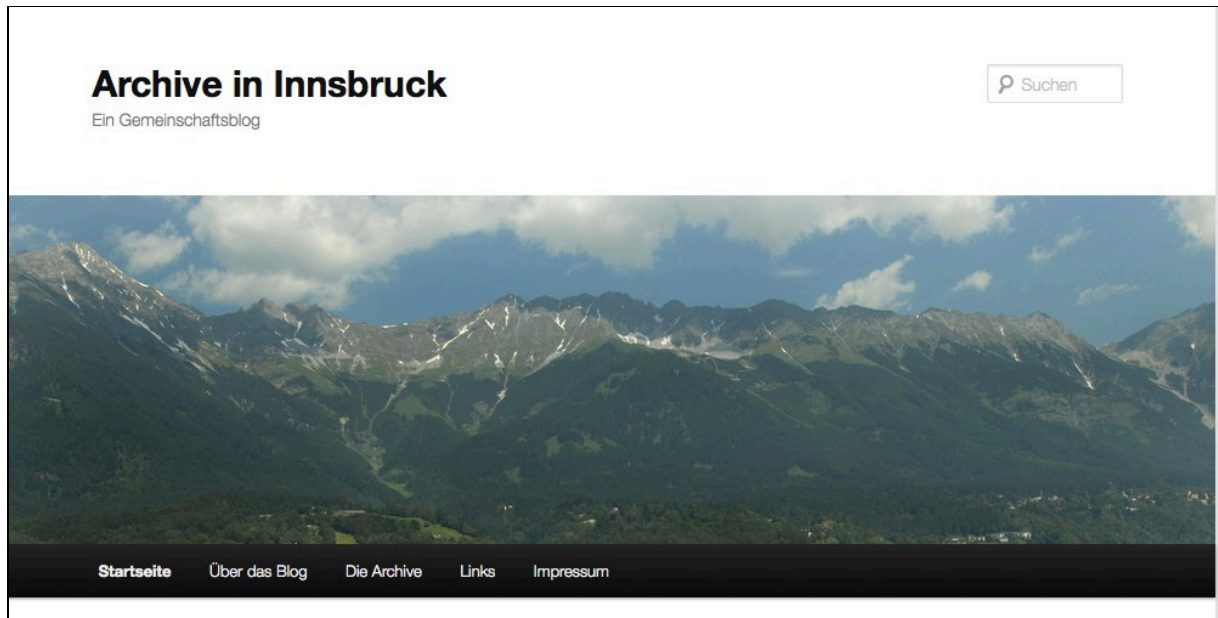 Archive in Innsbruck
Suchen
Ein Gemeinschaftsblog
Startseite Über das Blog Die Archive Links Impressum